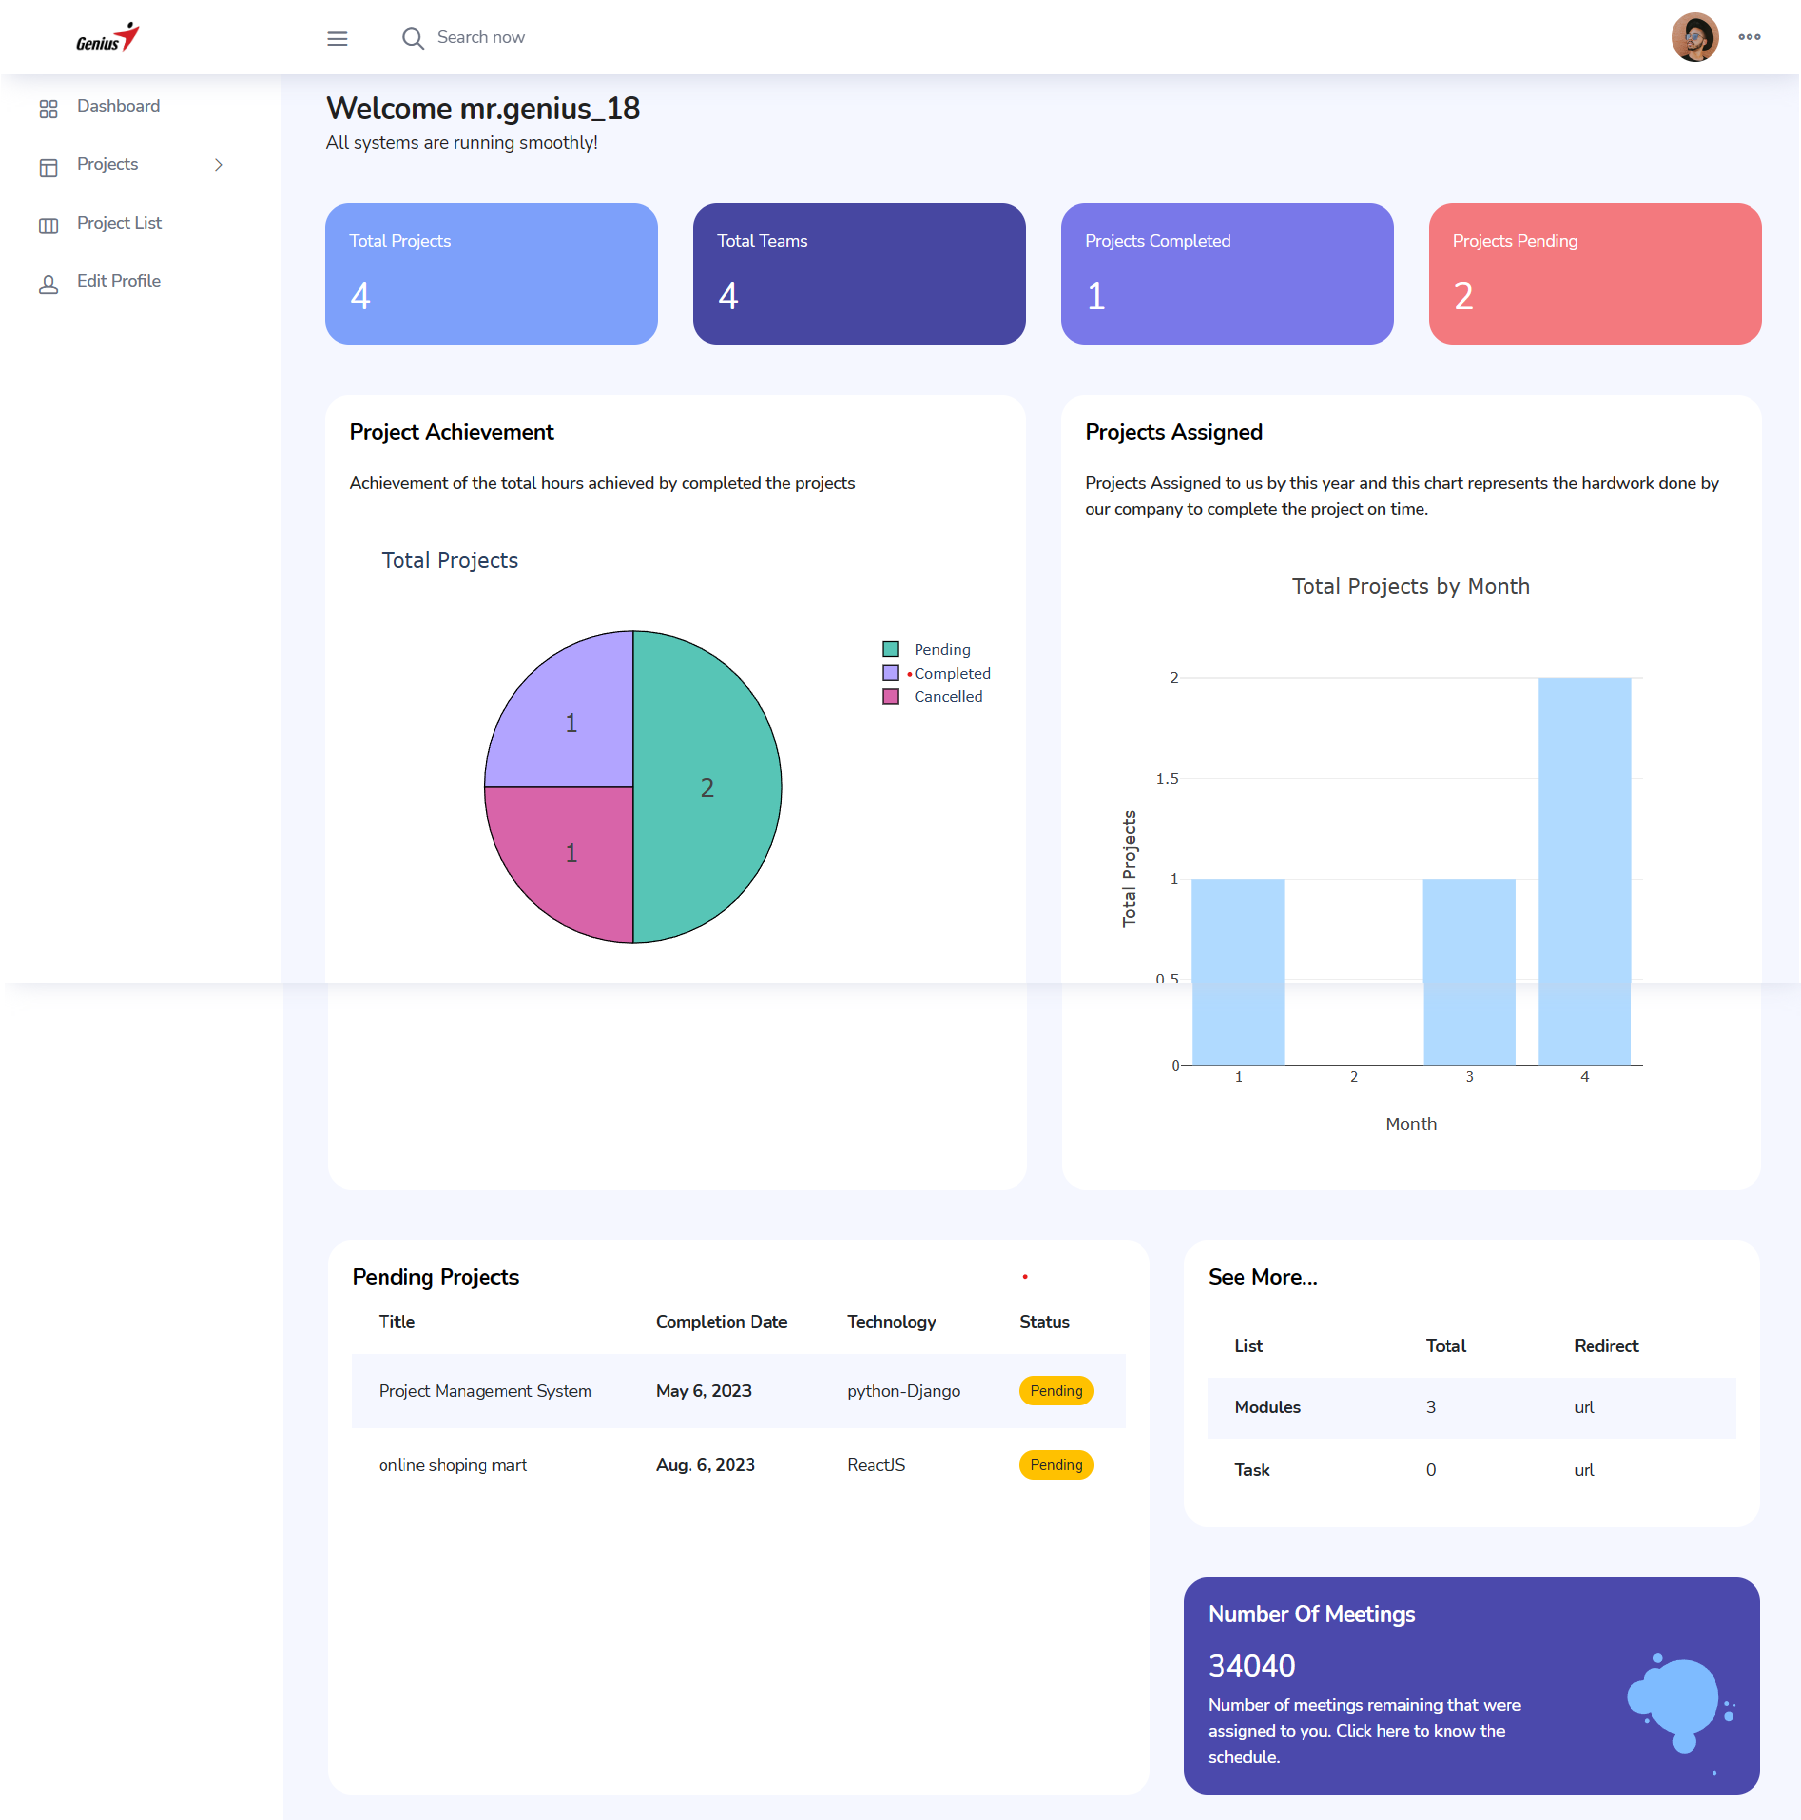 Genius
Search now
Dashboard
Projects
Project List
Edit Profile
Welcome mr.genius_18
All systems are running smoothly!
Total Projects
4
Total Teams
4
Projects Completed
1
Projects Pending
2
Project Achievement
Achievement of the total hours achieved by completed the projects
Total Projects
Pending
Completed
Cancelled
1
2
1
Projects Assigned
Projects Assigned to us by this year and this chart represents the hardwork done by
our company to complete the project on time.
Total Projects by Month
Total Projects
2
1.5
1
0.5
0
1 2 3 4
Month
Pending Projects
Title Completion Date Technology Status
Project Management System May 6, 2023 python-Django Pending
online shoping mart Aug. 6, 2023 ReactJS Pending
See More...
List Total Redirect
Modules 3 url
Task 0 url
Number Of Meetings
34040
Number of meetings remaining that were
assigned to you. Click here to know the
schedule.